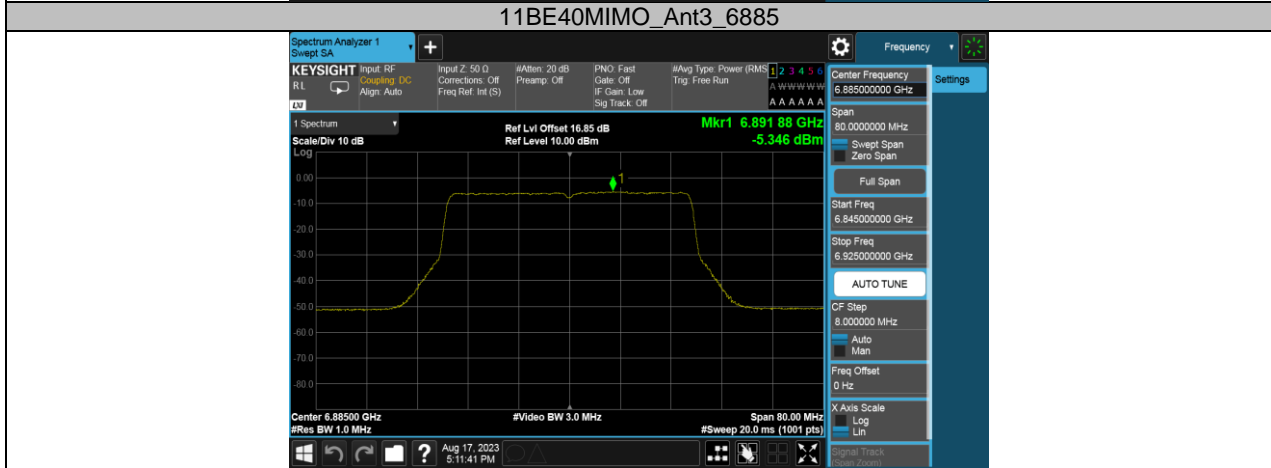 11BE40MIMO_Ant3_6885
Spectrum Analyzer 1
Swept SA
+
Frequency
KEYSIGHT
RL
LXI
Input: RF
Coupling: DC
Align: Auto
Input Z: 50 Ω
Corrections: Off
Freq Ref: Int (S)
#Atten: 20 dB
Preamp: Off
PNO: Fast
Gate: Off
IF Gain: Low
Sig Track: Off
#Avg Type: Power (RMS
Trig: Free Run
1 2 3 4 5 6
A W W W W W
A A A A A A
Center Frequency
6.885000000 GHz
Settings
Span
80.0000000 MHz
Swept Span
Zero Span
Full Span
Start Freq
6.845000000 GHz
Stop Freq
6.925000000 GHz
AUTO TUNE
CF Step
8.000000 MHz
Auto
Man
Freq Offset
0 Hz
X Axis Scale
Log
Lin
Signal Track
(Span Zoom)
1 Spectrum
Scale/Div 10 dB
Log
Ref Lvl Offset 16.85 dB
Ref Level 10.00 dBm
Mkr1 6.891 88 GHz
-5.346 dBm
1
0.00
-10.0
-20.0
-30.0
-40.0
-50.0
-60.0
-70.0
-80.0
Center 6.88500 GHz
#Res BW 1.0 MHz
#Video BW 3.0 MHz
Span 80.00 MHz
#Sweep 20.0 ms (1001 pts)
?
Aug 17, 2023
5:11:41 PM